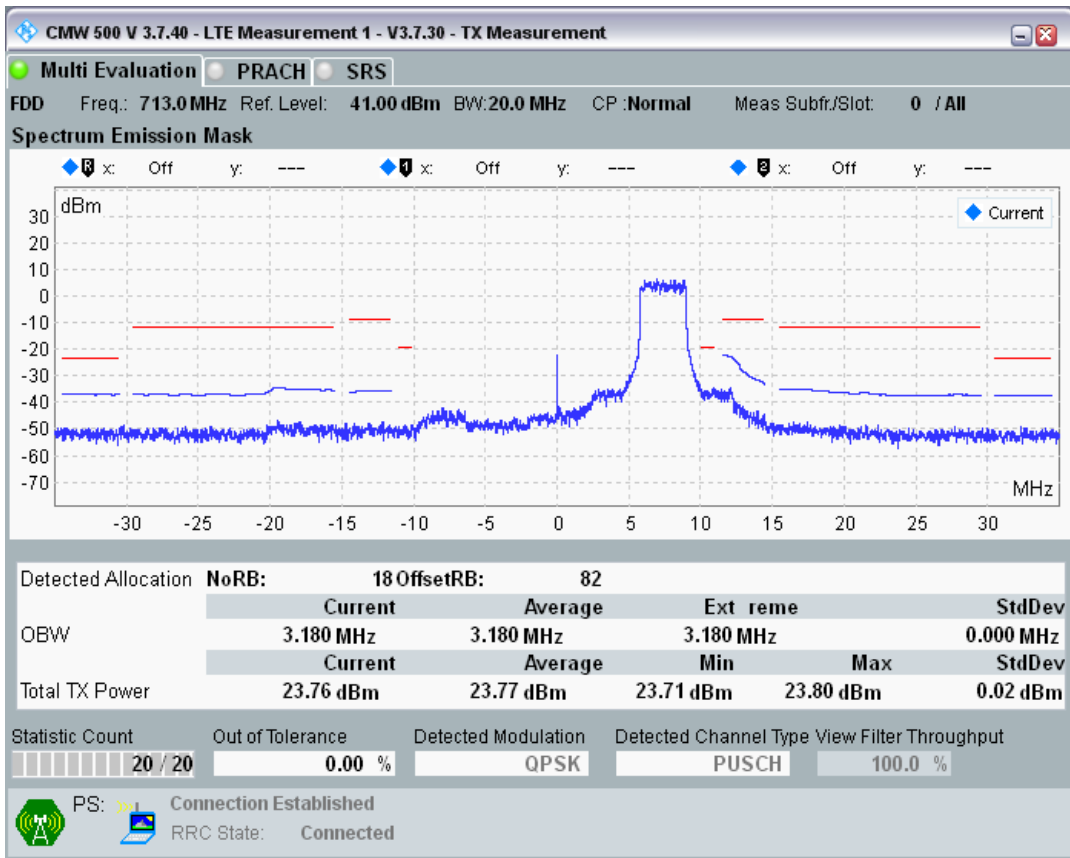 CMW 500 V 3.7.40 - LTE Measurement 1 - V3.7.30 - TX Measurement
Multi Evaluation PRACH SRS
FDD Freq.: 713.0 MHz Ref. Level: 41.00 dBm BW:20.0 MHz CP :Normal Meas Subfr./Slot: 0 / All
Spectrum Emission Mask
R x: Off y: --- 1 x: Off y: --- 2 x: Off y: ---
dBm
Current
30
20
10
0
-10
-20
-30
-40
-50
-60
-70
MHz
-30 -25 -20 -15 -10 -5 0 5 10 15 20 25 30
Detected Allocation NoRB: 18 OffsetRB: 82
Current Average Ext reme StdDev
OBW 3.180 MHz 3.180 MHz 3.180 MHz 0.000 MHz
Current Average Min Max StdDev
Total TX Power 23.76 dBm 23.77 dBm 23.71 dBm 23.80 dBm 0.02 dBm
Statistic Count Out of Tolerance Detected Modulation Detected Channel Type View Filter Throughput
20 / 20 0.00 % QPSK PUSCH 100.0 %
PS: Connection Established
RRC State: Connected